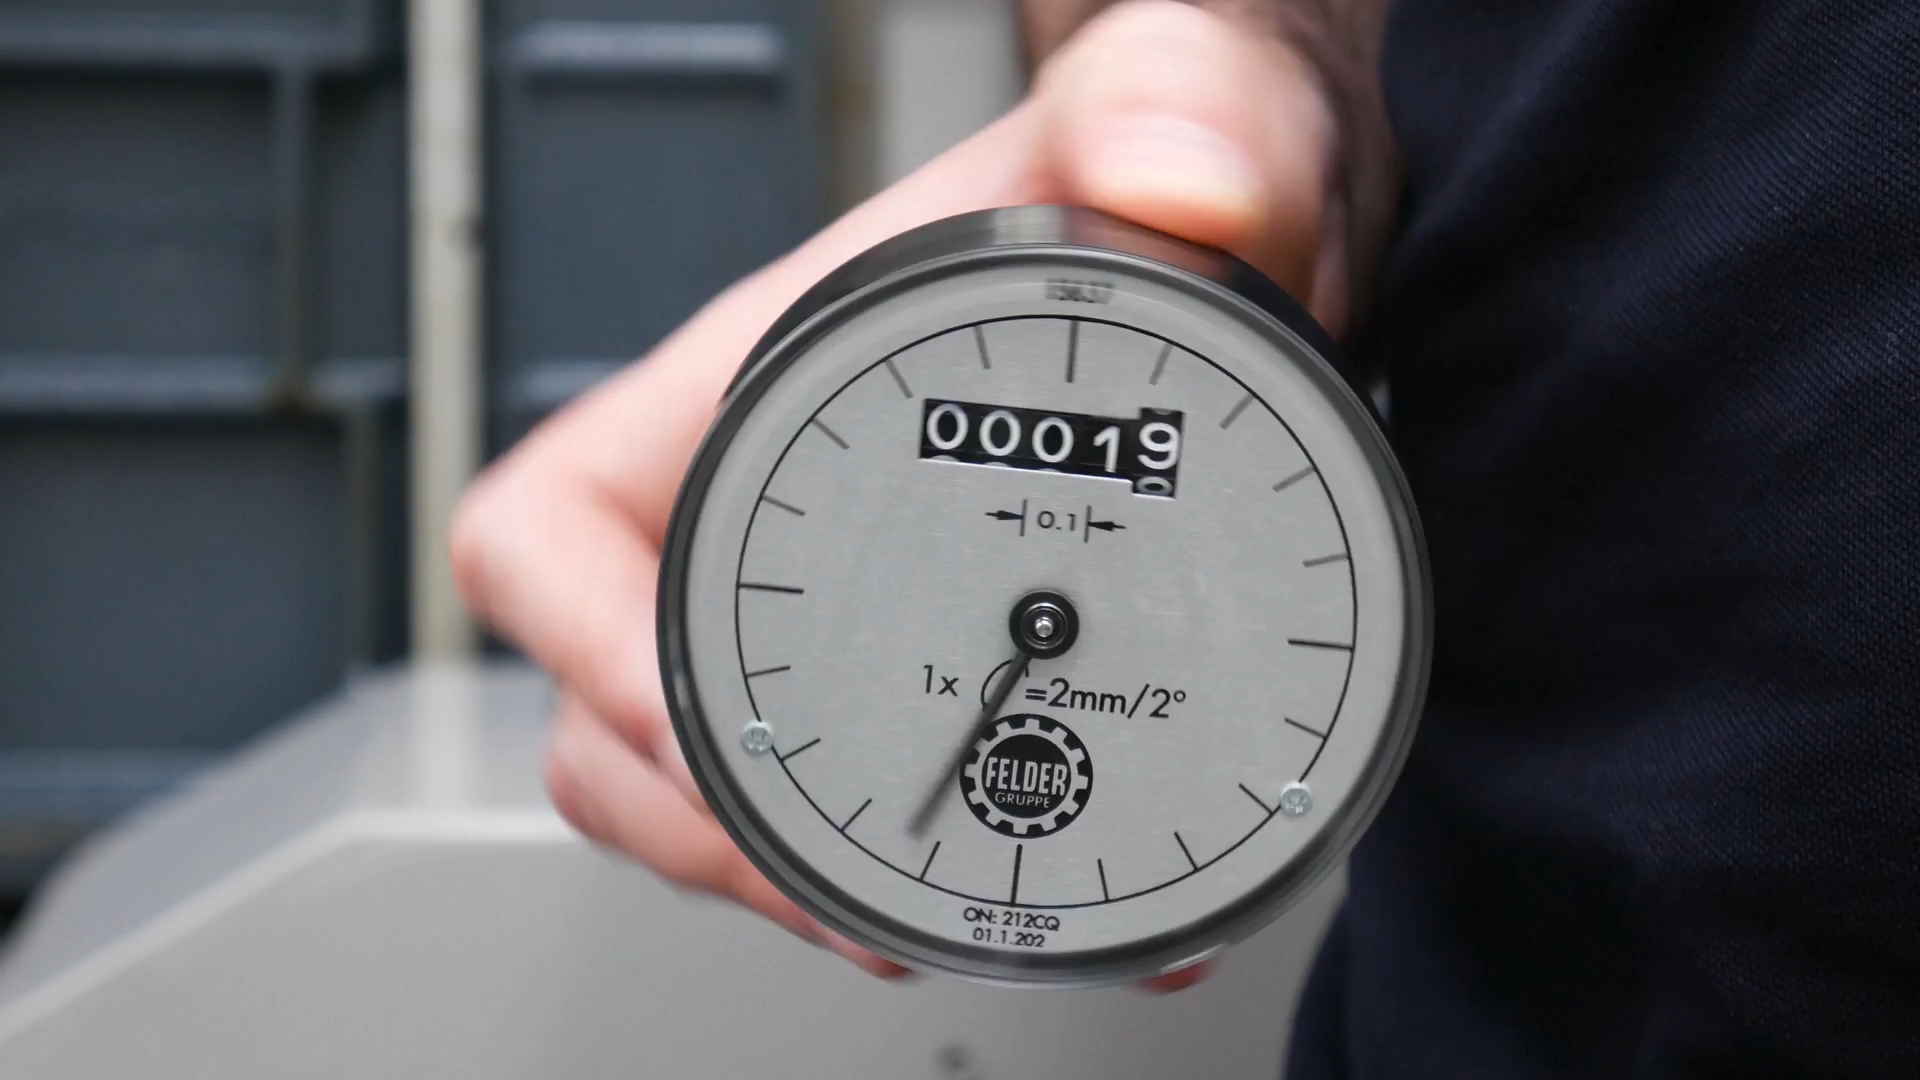 00019
0.1
1x =2mm/2°
FELDER
GRUPPE
ON: 212CQ
01.1.202